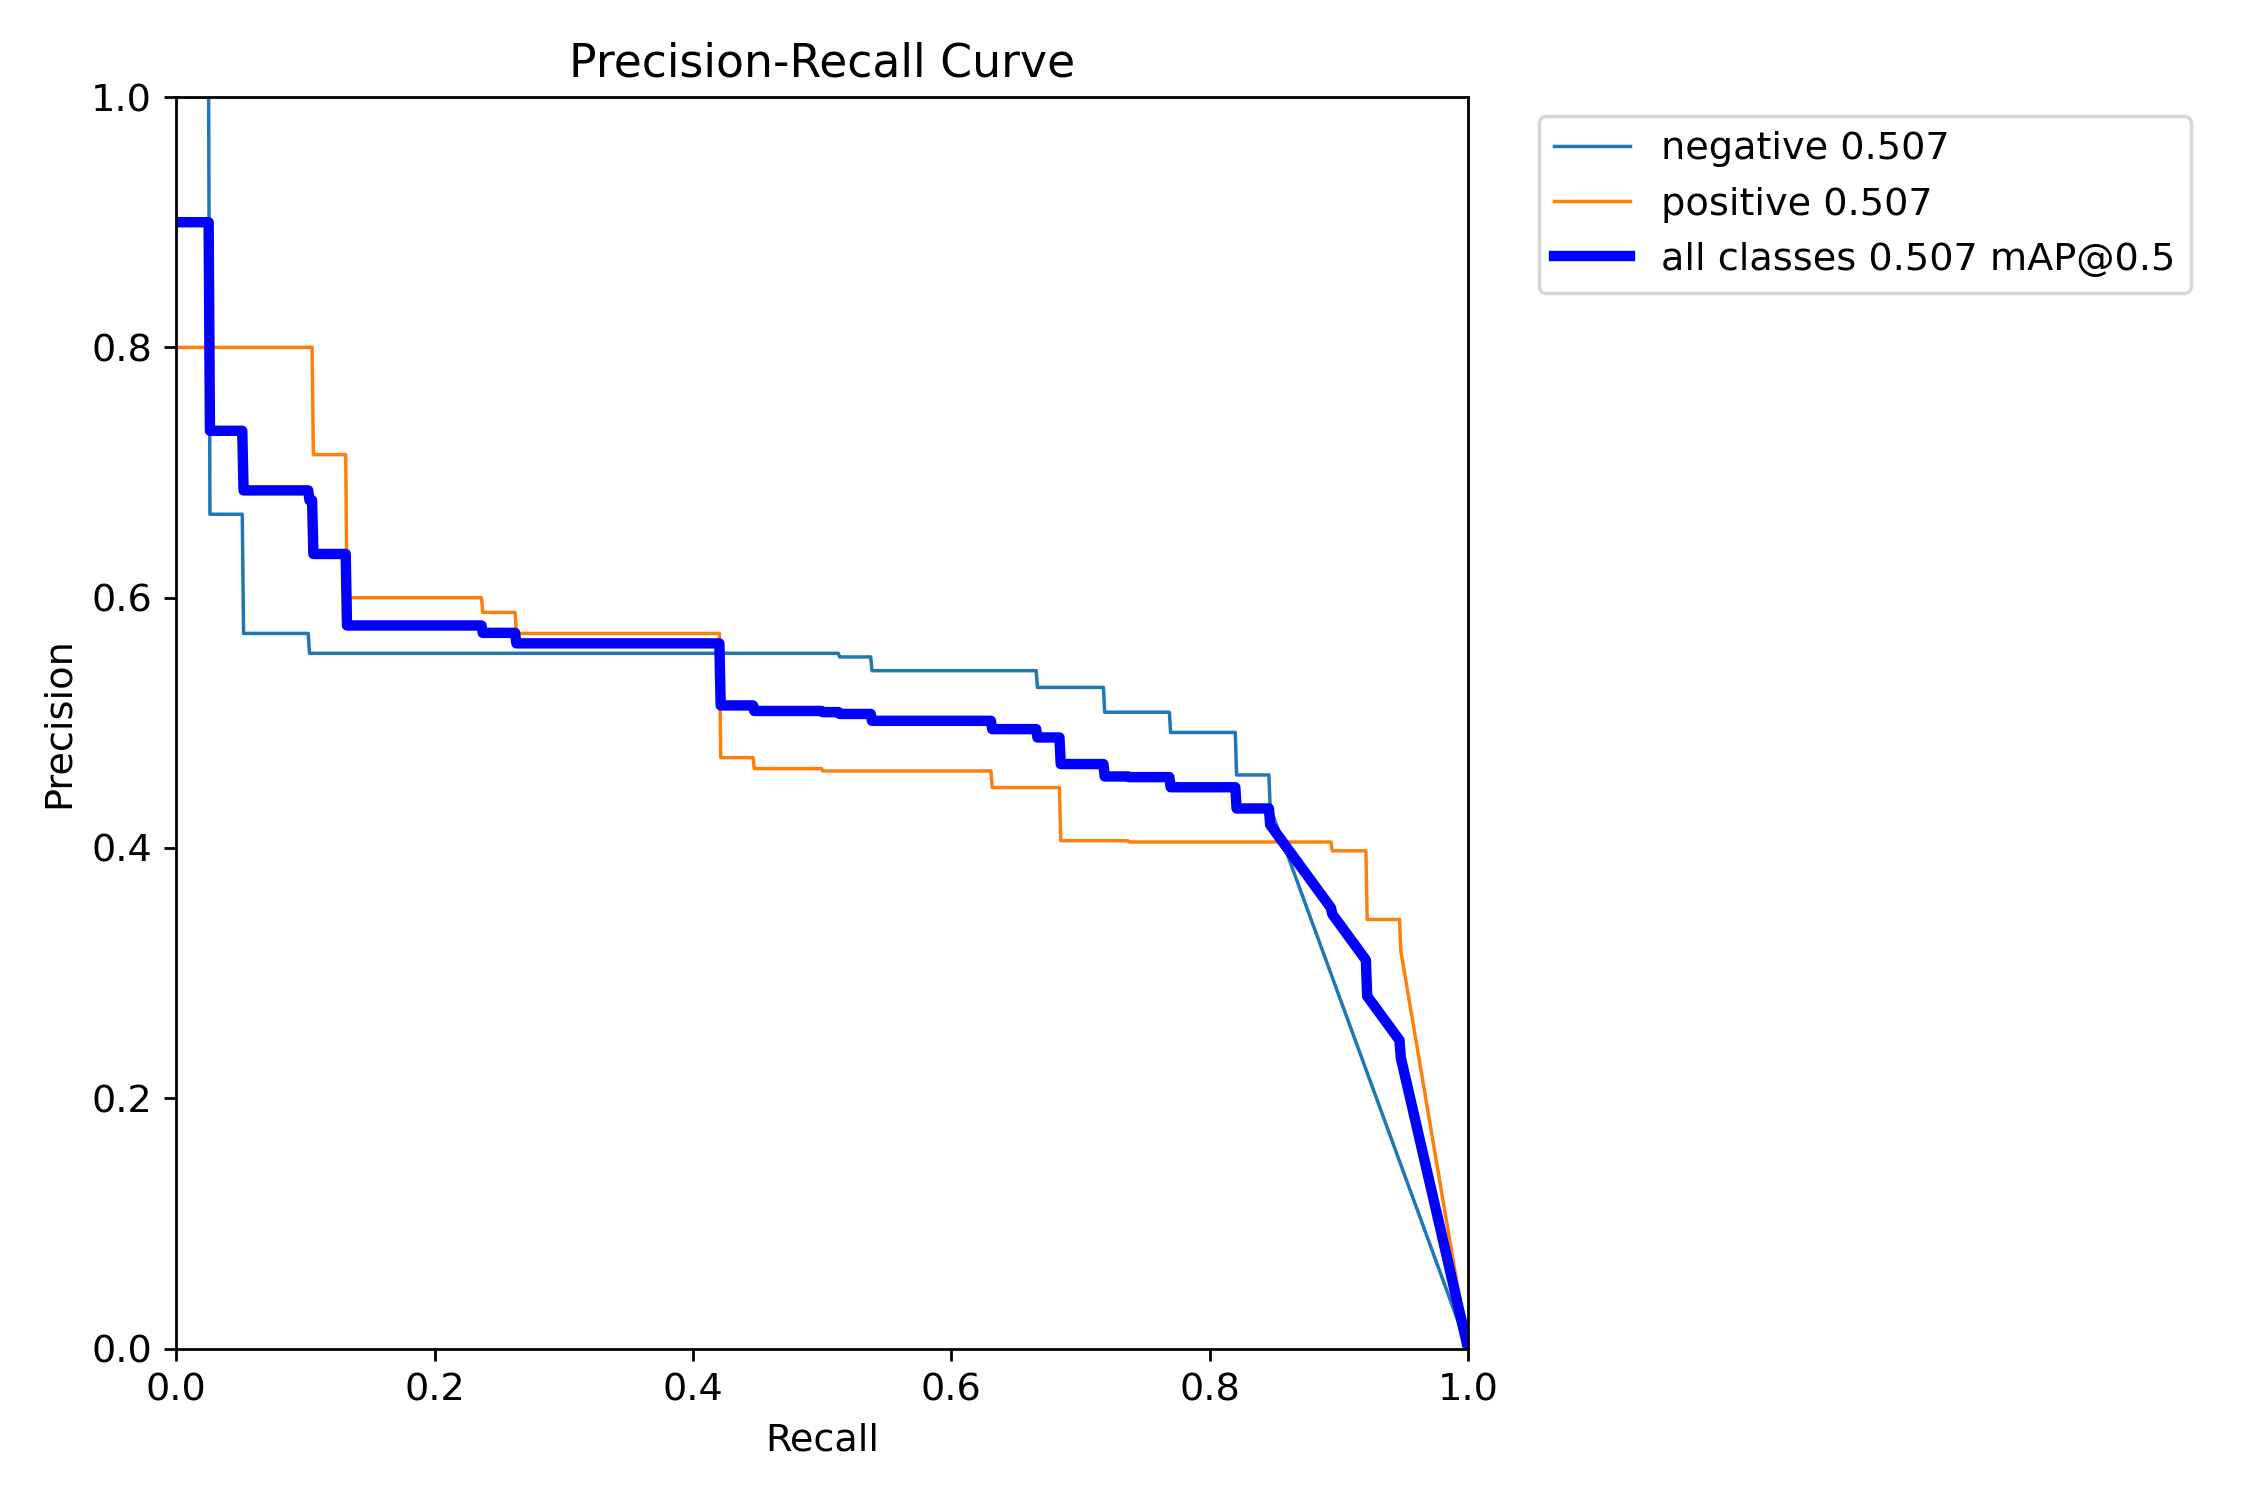 Precision-Recall Curve
1.0
0.8
0.6
0.4
0.2
0.0
Precision
0.0 0.2 0.4 0.6 0.8 1.0
Recall
negative 0.507
positive 0.507
all classes 0.507 mAP@0.5